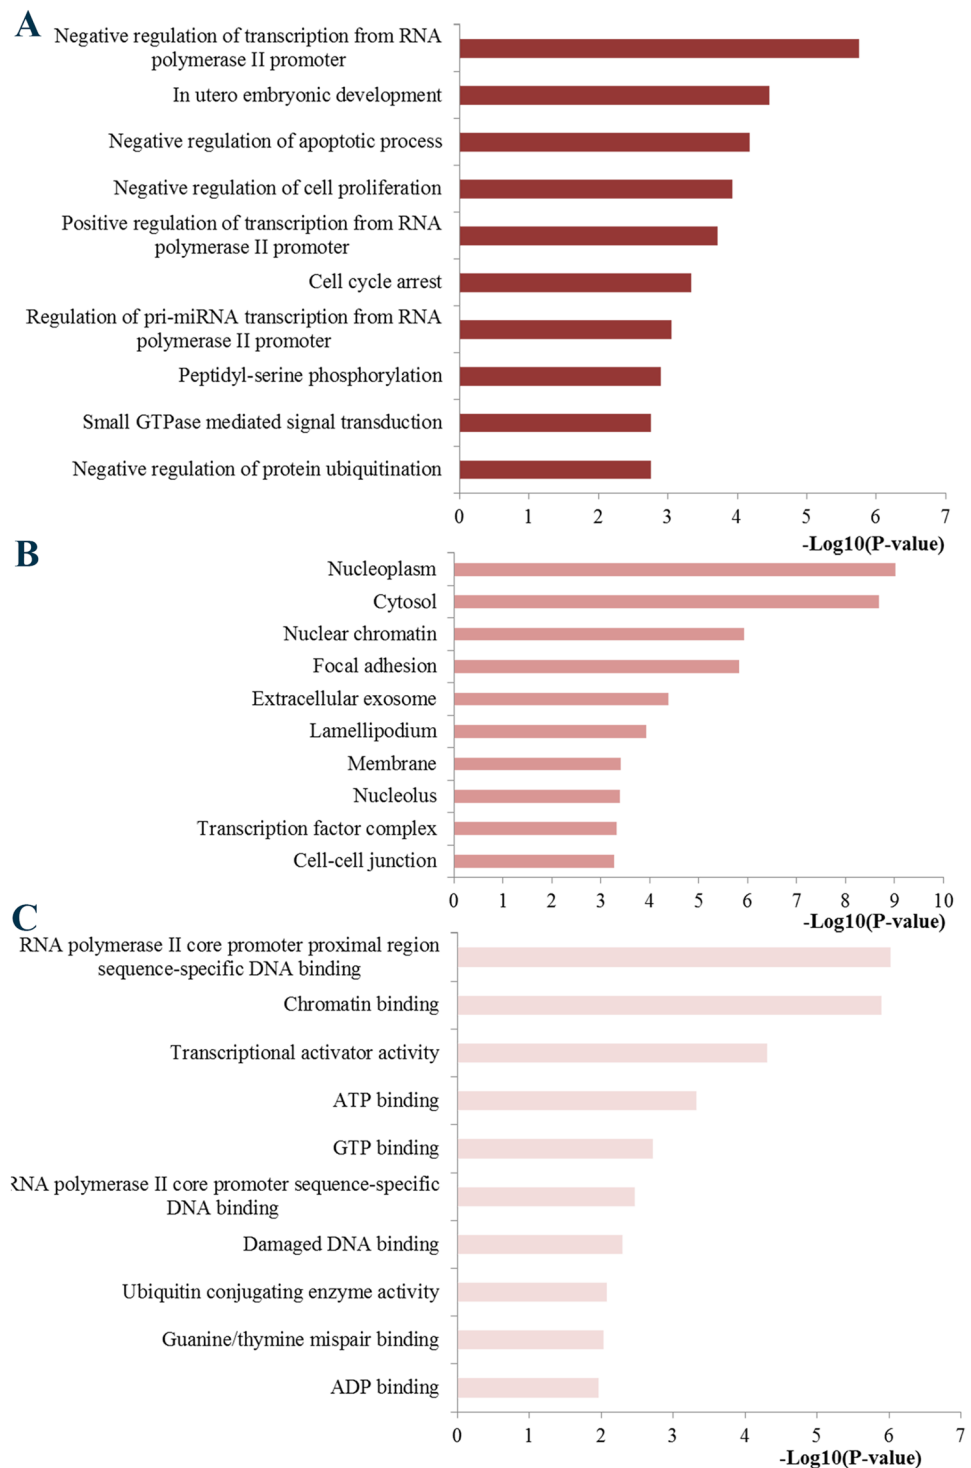 A
Negative regulation of transcription from RNA
polymerase II promoter
In utero embryonic development
Negative regulation of apoptotic process
Negative regulation of cell proliferation
Positive regulation of transcription from RNA
polymerase II promoter
Cell cycle arrest
Regulation of pri-miRNA transcription from RNA
polymerase II promoter
Peptidyl-serine phosphorylation
Small GTPase mediated signal transduction
Negative regulation of protein ubiquitination
0 1 2 3 4 5 6 7
-Log10(P-value)
B
Nucleoplasm
Cytosol
Nuclear chromatin
Focal adhesion
Extracellular exosome
Lamellipodium
Membrane
Nucleolus
Transcription factor complex
Cell-cell junction
0 1 2 3 4 5 6 7 8 9 10
-Log10(P-value)
C
RNA polymerase II core promoter proximal region
sequence-specific DNA binding
Chromatin binding
Transcriptional activator activity
ATP binding
GTP binding
RNA polymerase II core promoter sequence-specific
DNA binding
Damaged DNA binding
Ubiquitin conjugating enzyme activity
Guanine/thymine mispair binding
ADP binding
0 1 2 3 4 5 6 7
-Log10(P-value)